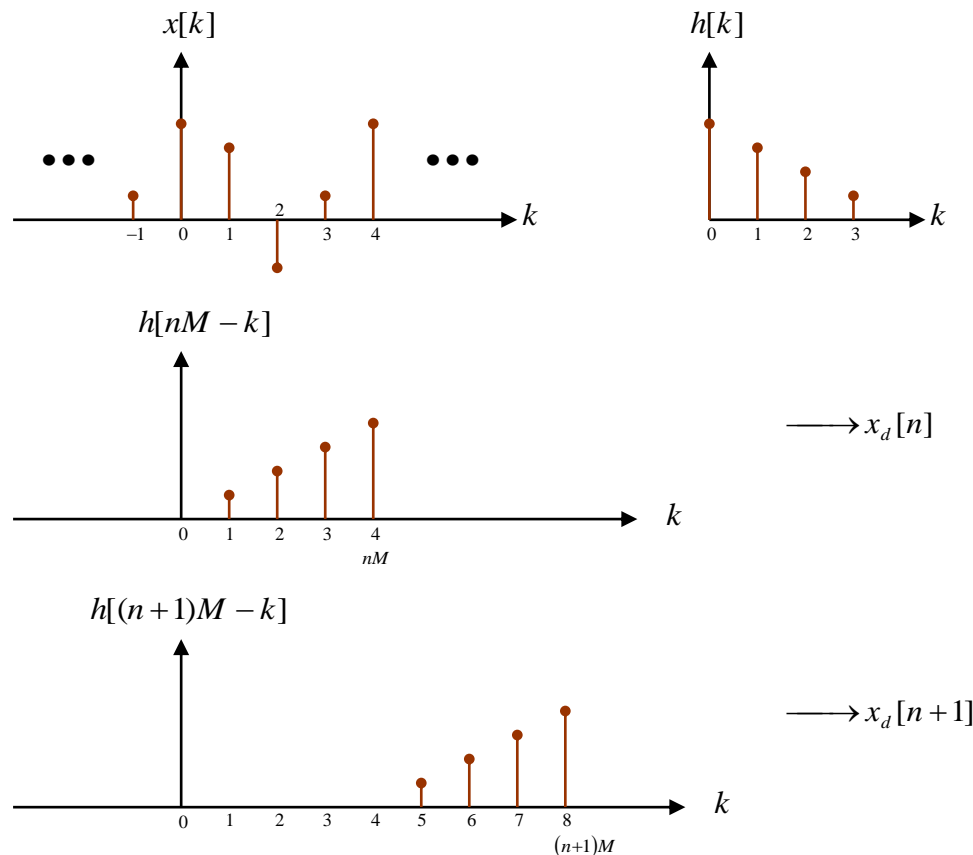 x[k] h[k]
2
k k
−1 0 1 3 4 0 1 2 3
h[nM − k]
x_d[n]
k
0 1 2 3 4
nM
h[(n+1)M − k]
x_d[n+1]
k
0 1 2 3 4 5 6 7 8
(n+1)M